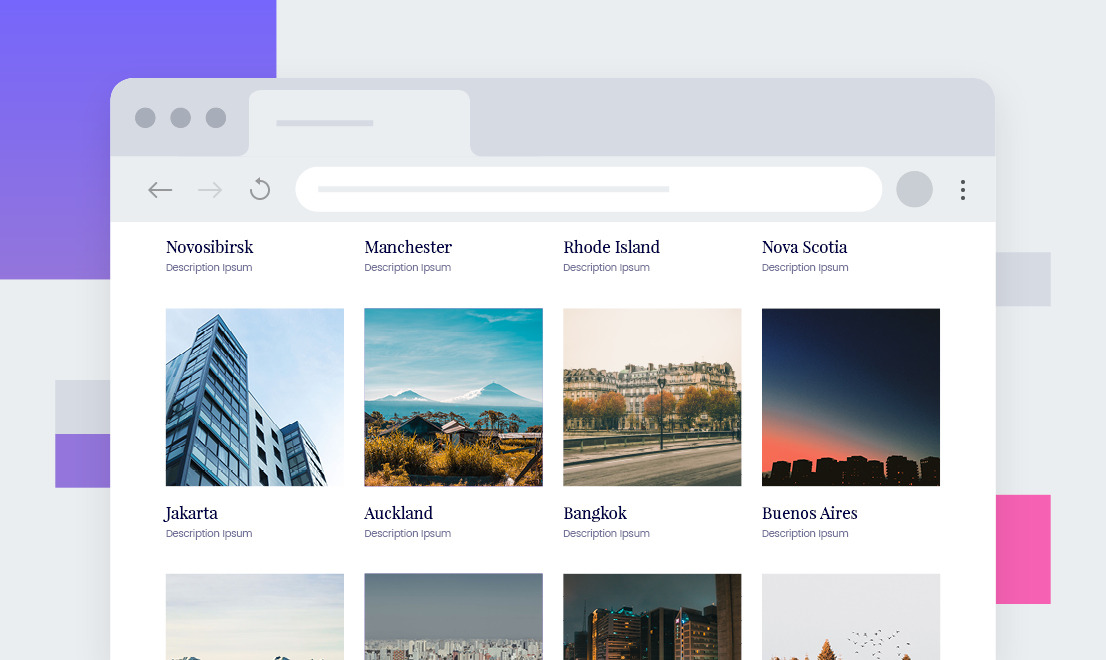 Novosibirsk
Description Ipsum
Manchester
Description Ipsum
Rhode Island
Description Ipsum
Nova Scotia
Description Ipsum
Jakarta
Description Ipsum
Auckland
Description Ipsum
Bangkok
Description Ipsum
Buenos Aires
Description Ipsum